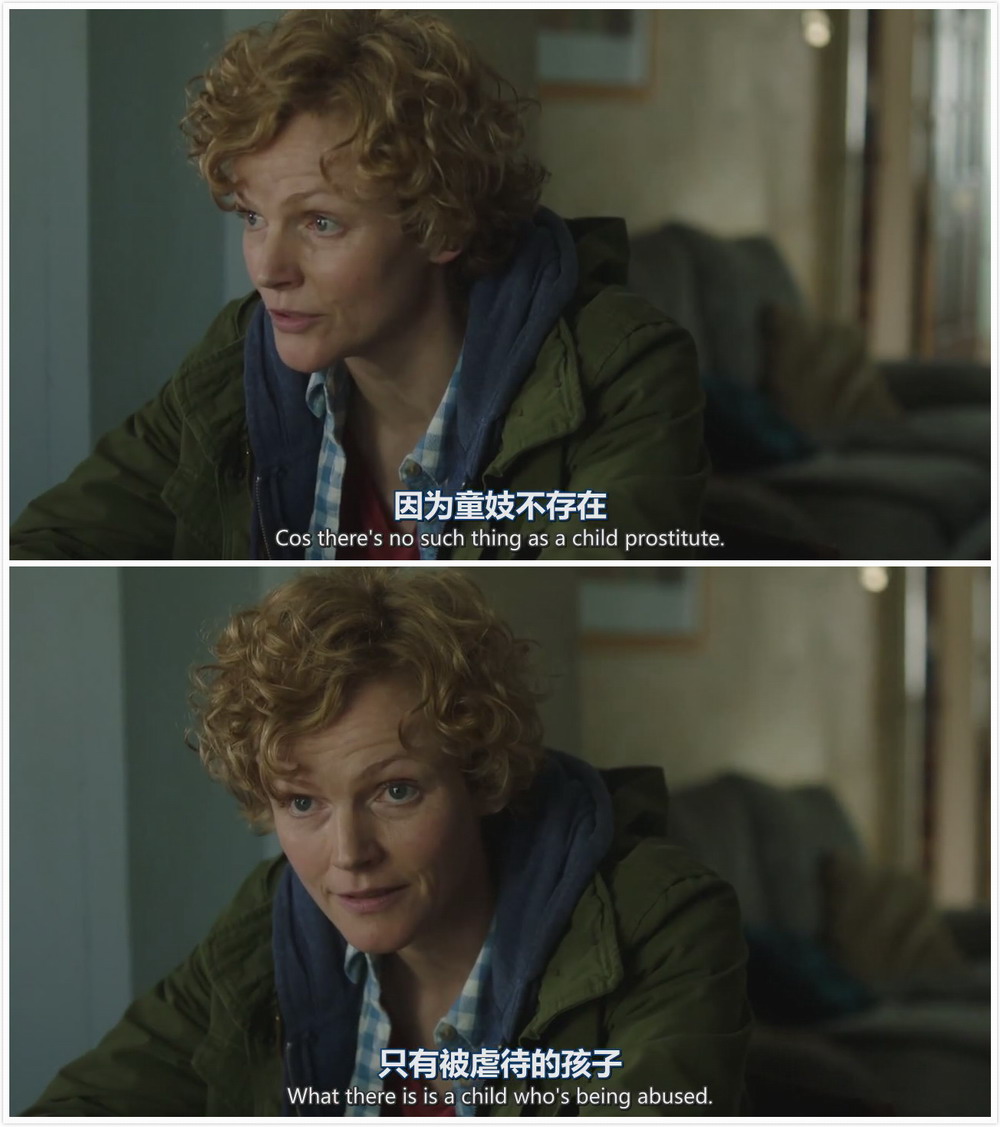 因为童妓不存在
Cos there's no such thing as a child prostitute.
只有被虐待的孩子
What there is is a child who's being abused.